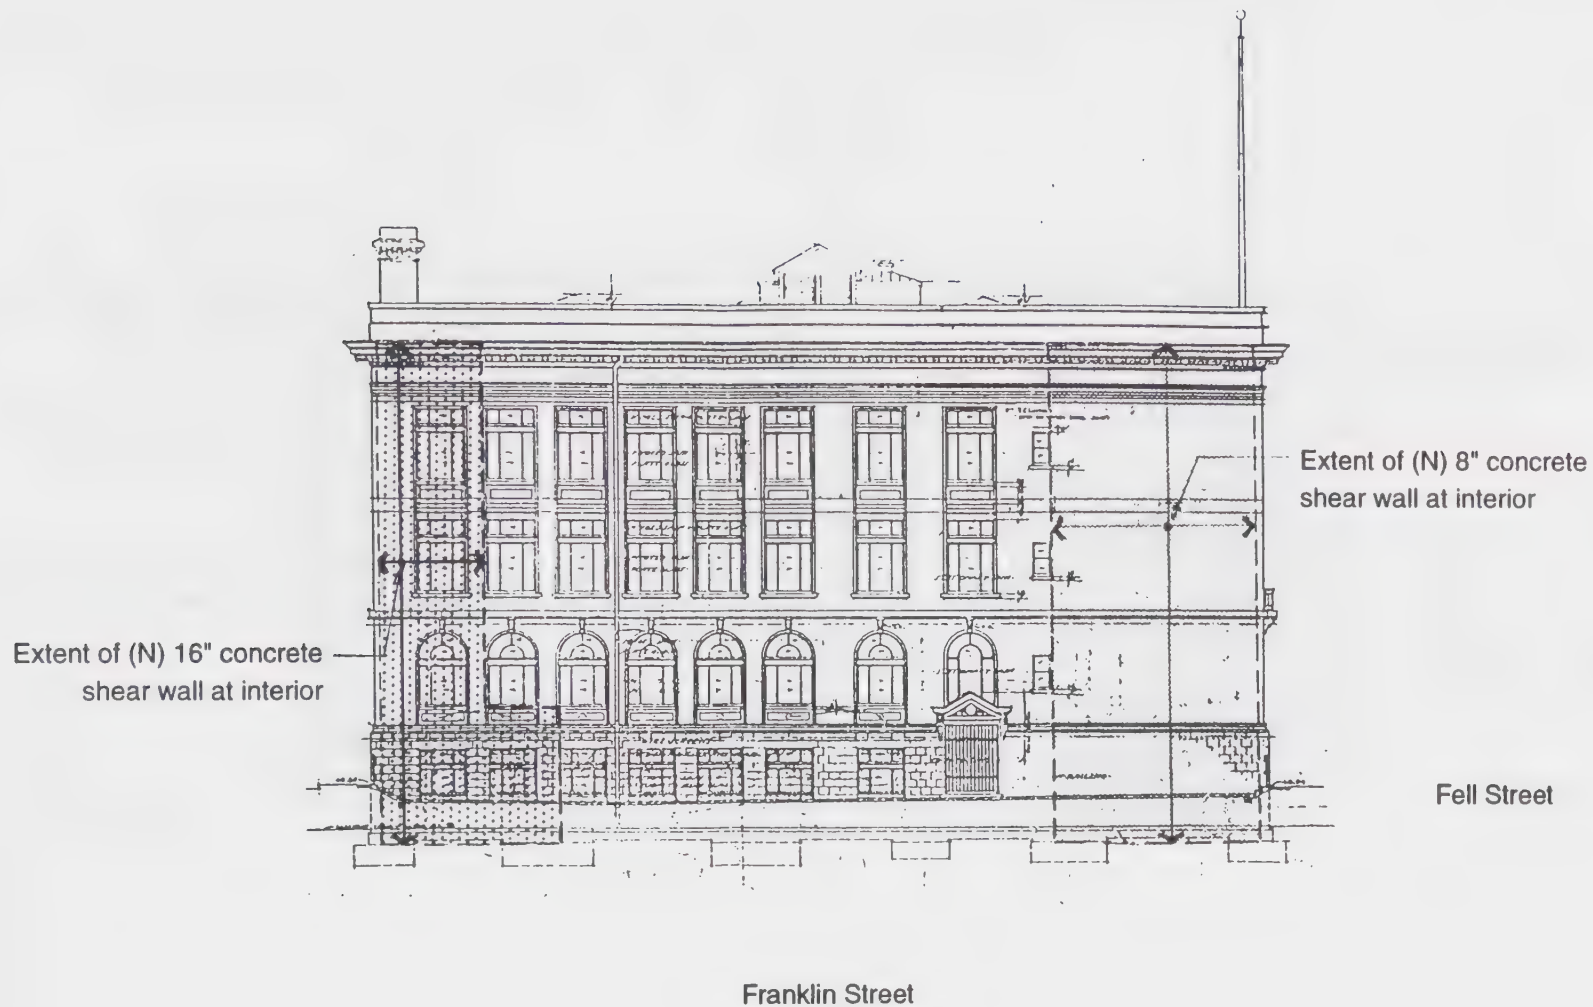 Extent of (N) 8" concrete
shear wall at interior
Extent of (N) 16" concrete
shear wall at interior
Fell Street
Franklin Street